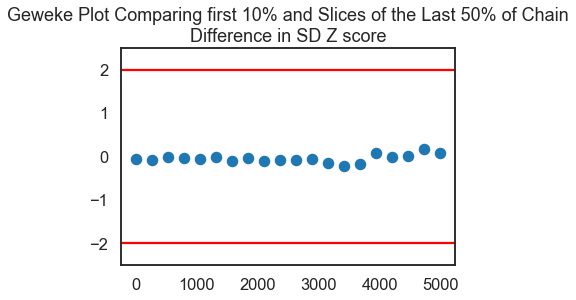 Geweke Plot Comparing first 10% and Slices of the Last 50% of Chain
Difference in SD Z score
2
1
0
−1
−2
0 1000 2000 3000 4000 5000